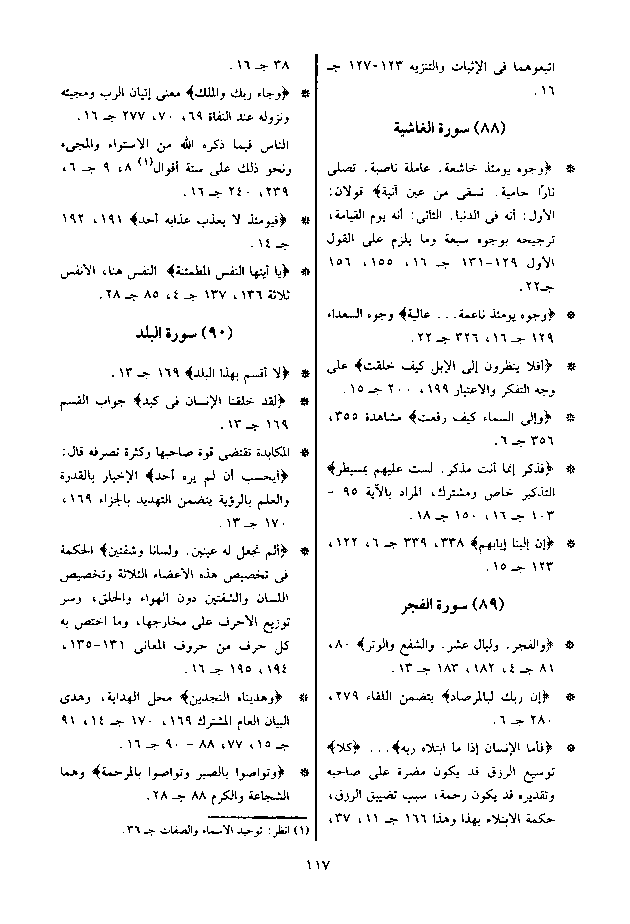 اتبعوهما فى الإثبات والتنزيه ١٢٣-١٢٧ جـ
١٦.
(٨٨) سورة الغاشية
* ﴿وجوه يومئذ خاشعة. عاملة ناصبة. تصلى
نارًا حامية. تسقى من عين آنية﴾ قولان:
الأول: أنه فى الدنيا. الثانى: أنه يوم القيامة،
ترجيحه بوجوه سبعة وما يلزم على القول
الأول ١٢٩-١٣١ جـ ١٦، ١٥٥، ١٥٦
جـ٢٢.
* ﴿وجوه يومئذ ناعمة... عالية﴾ وجوه السعداء
١٢٩ جـ ١٦، ٣٢٦ جـ ٢٢.
* ﴿أفلا ينظرون إلى الإبل كيف خلقت﴾ على
وجه التفكر والاعتبار ١٩٩، ٢٠٠ جـ ١٥.
* ﴿وإلى السماء كيف رفعت﴾ مشاهدة ٣٥٥،
٣٥٦ جـ ٦.
* ﴿فذكر إنما أنت مذكر. لست عليهم بمسيطر﴾
التذكير خاص ومشترك، المراد بالآية ٩٥ -
١٠٣ جـ ١٦، ١٥٠ جـ ١٨.
* ﴿إن إلينا إيابهم﴾ ٣٣٨، ٣٣٩ جـ ٦، ١٢٢،
١٢٣ جـ ١٥.
(٨٩) سورة الفجر
* ﴿والفجر. وليال عشر. والشفع والوتر﴾ ٨٠،
٨١ جـ ٤، ١٨٢، ١٨٣ جـ ١٣.
* ﴿إن ربك لبالمرصاد﴾ يتضمن اللقاء ٢٧٩،
٢٨٠ جـ ٦.
* ﴿فأما الإنسان إذا ما ابتلاه ربه﴾... ﴿كلا﴾
توسيع الرزق قد يكون مضرة على صاحبه
وتقديره قد يكون رحمة، سبب تضييق الرزق،
حكمة الابتلاء بهذا وهذا ١٦٦ جـ ١١، ٣٧،
٣٨ جـ ١٦.
* ﴿وجاء ربك والملك﴾ معنى إتيان الرب ومجيئه
ونزوله عند النفاة ٦٩، ٧٠، ٢٧٧ جـ ١٦.
الناس فيما ذكره الله من الاستواء والمجىء
ونحو ذلك على ستة أقوال(١) ٨، ٩ جـ ٦،
٢٣٩، ٢٤٠ جـ ١٦.
* ﴿فيومئذ لا يعذب عذابه أحد﴾ ١٩١، ١٩٢
جـ ١٤.
* ﴿يا أيتها النفس المطمئنة﴾ النفس هنا، الأنفس
ثلاثة ١٣٦، ١٣٧ جـ ٤، ٨٥ جـ ٢٨.
(٩٠) سورة البلد
* ﴿لا أقسم بهذا البلد﴾ ١٦٩ جـ ١٣.
* ﴿لقد خلقنا الإنسان فى كبد﴾ جواب القسم
١٦٩ جـ ١٣.
* المكابدة تقتضى قوة صاحبها وكثرة تصرفه قال:
﴿أيحسب أن لم يره أحد﴾ الإخبار بالقدرة
والعلم بالرؤية يتضمن التهديد بالجزاء ١٦٩،
١٧٠ جـ ١٣.
* ﴿ألم نجعل له عينين. ولسانا وشفتين﴾ الحكمة
فى تخصيص هذه الأعضاء الثلاثة وتخصيص
اللسان والشفتين دون الهواء والحلق، وسر
توزيع الأحرف على مخارجها، وما اختص به
كل حرف من حروف المعانى ١٣١-١٣٥،
١٩٤، ١٩٥ جـ ١٦.
* ﴿وهديناه النجدين﴾ محل الهداية، وهدى
البيان العام المشترك ١٦٩، ١٧٠ جـ ١٤، ٩١
جـ ١٥، ٧٧، ٨٨ - ٩٠ جـ ١٦.
* ﴿وتواصوا بالصبر وتواصوا بالمرحمة﴾ وهما
الشجاعة والكرم ٨٨ جـ ٢٨.
(١) انظر: توحيد الأسماء والصفات جـ ٣٦.
١١٧